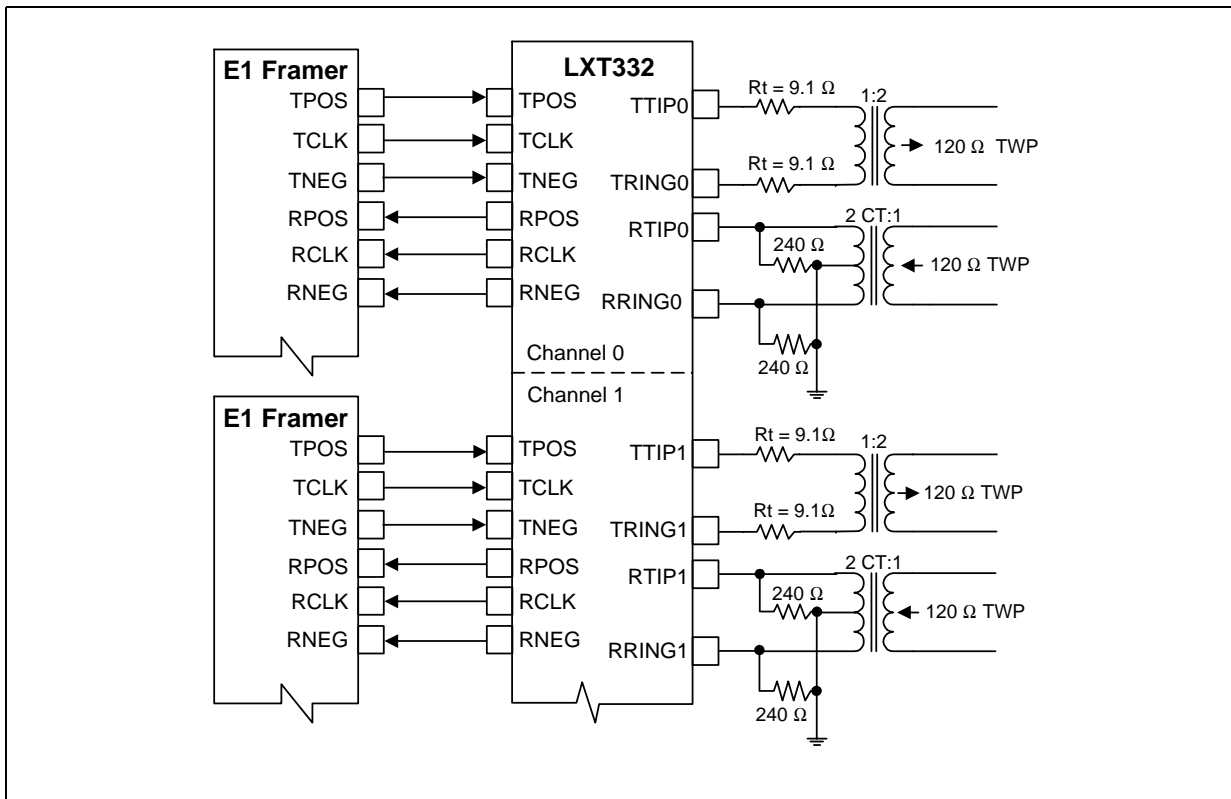 E1 Framer
TPOS
TCLK
TNEG
RPOS
RCLK
RNEG
LXT332
TPOS
TCLK
TNEG
RPOS
RCLK
RNEG
TTIP0
TRING0
RTIP0
RRING0
Channel 0
Rt = 9.1 Ω
1:2
120 Ω TWP
Rt = 9.1 Ω
2 CT:1
240 Ω
120 Ω TWP
240 Ω
E1 Framer
TPOS
TCLK
TNEG
RPOS
RCLK
RNEG
Channel 1
TPOS
TCLK
TNEG
RPOS
RCLK
RNEG
TTIP1
TRING1
RTIP1
RRING1
Rt = 9.1Ω
1:2
120 Ω TWP
Rt = 9.1Ω
2 CT:1
240 Ω
120 Ω TWP
240 Ω